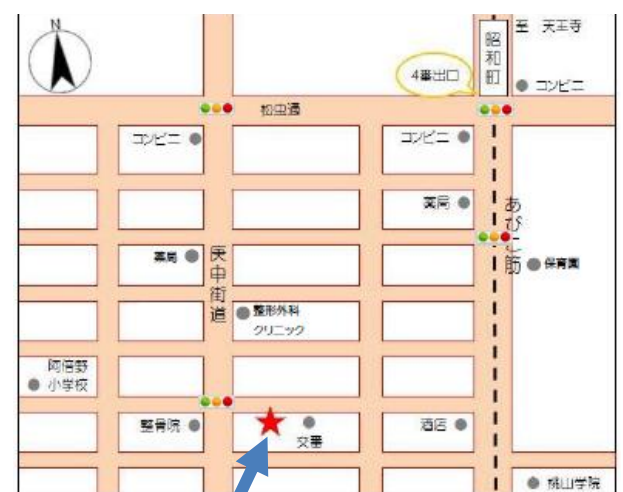 N
昭和町
至 天王寺
4番出口
コンビニ
松虫通
コンビニ
コンビニ
薬局
あびこ筋
薬局
庚申街道
保育園
整形外科
クリニック
阿倍野
小学校
整骨院
交番
酒店
桃山学院